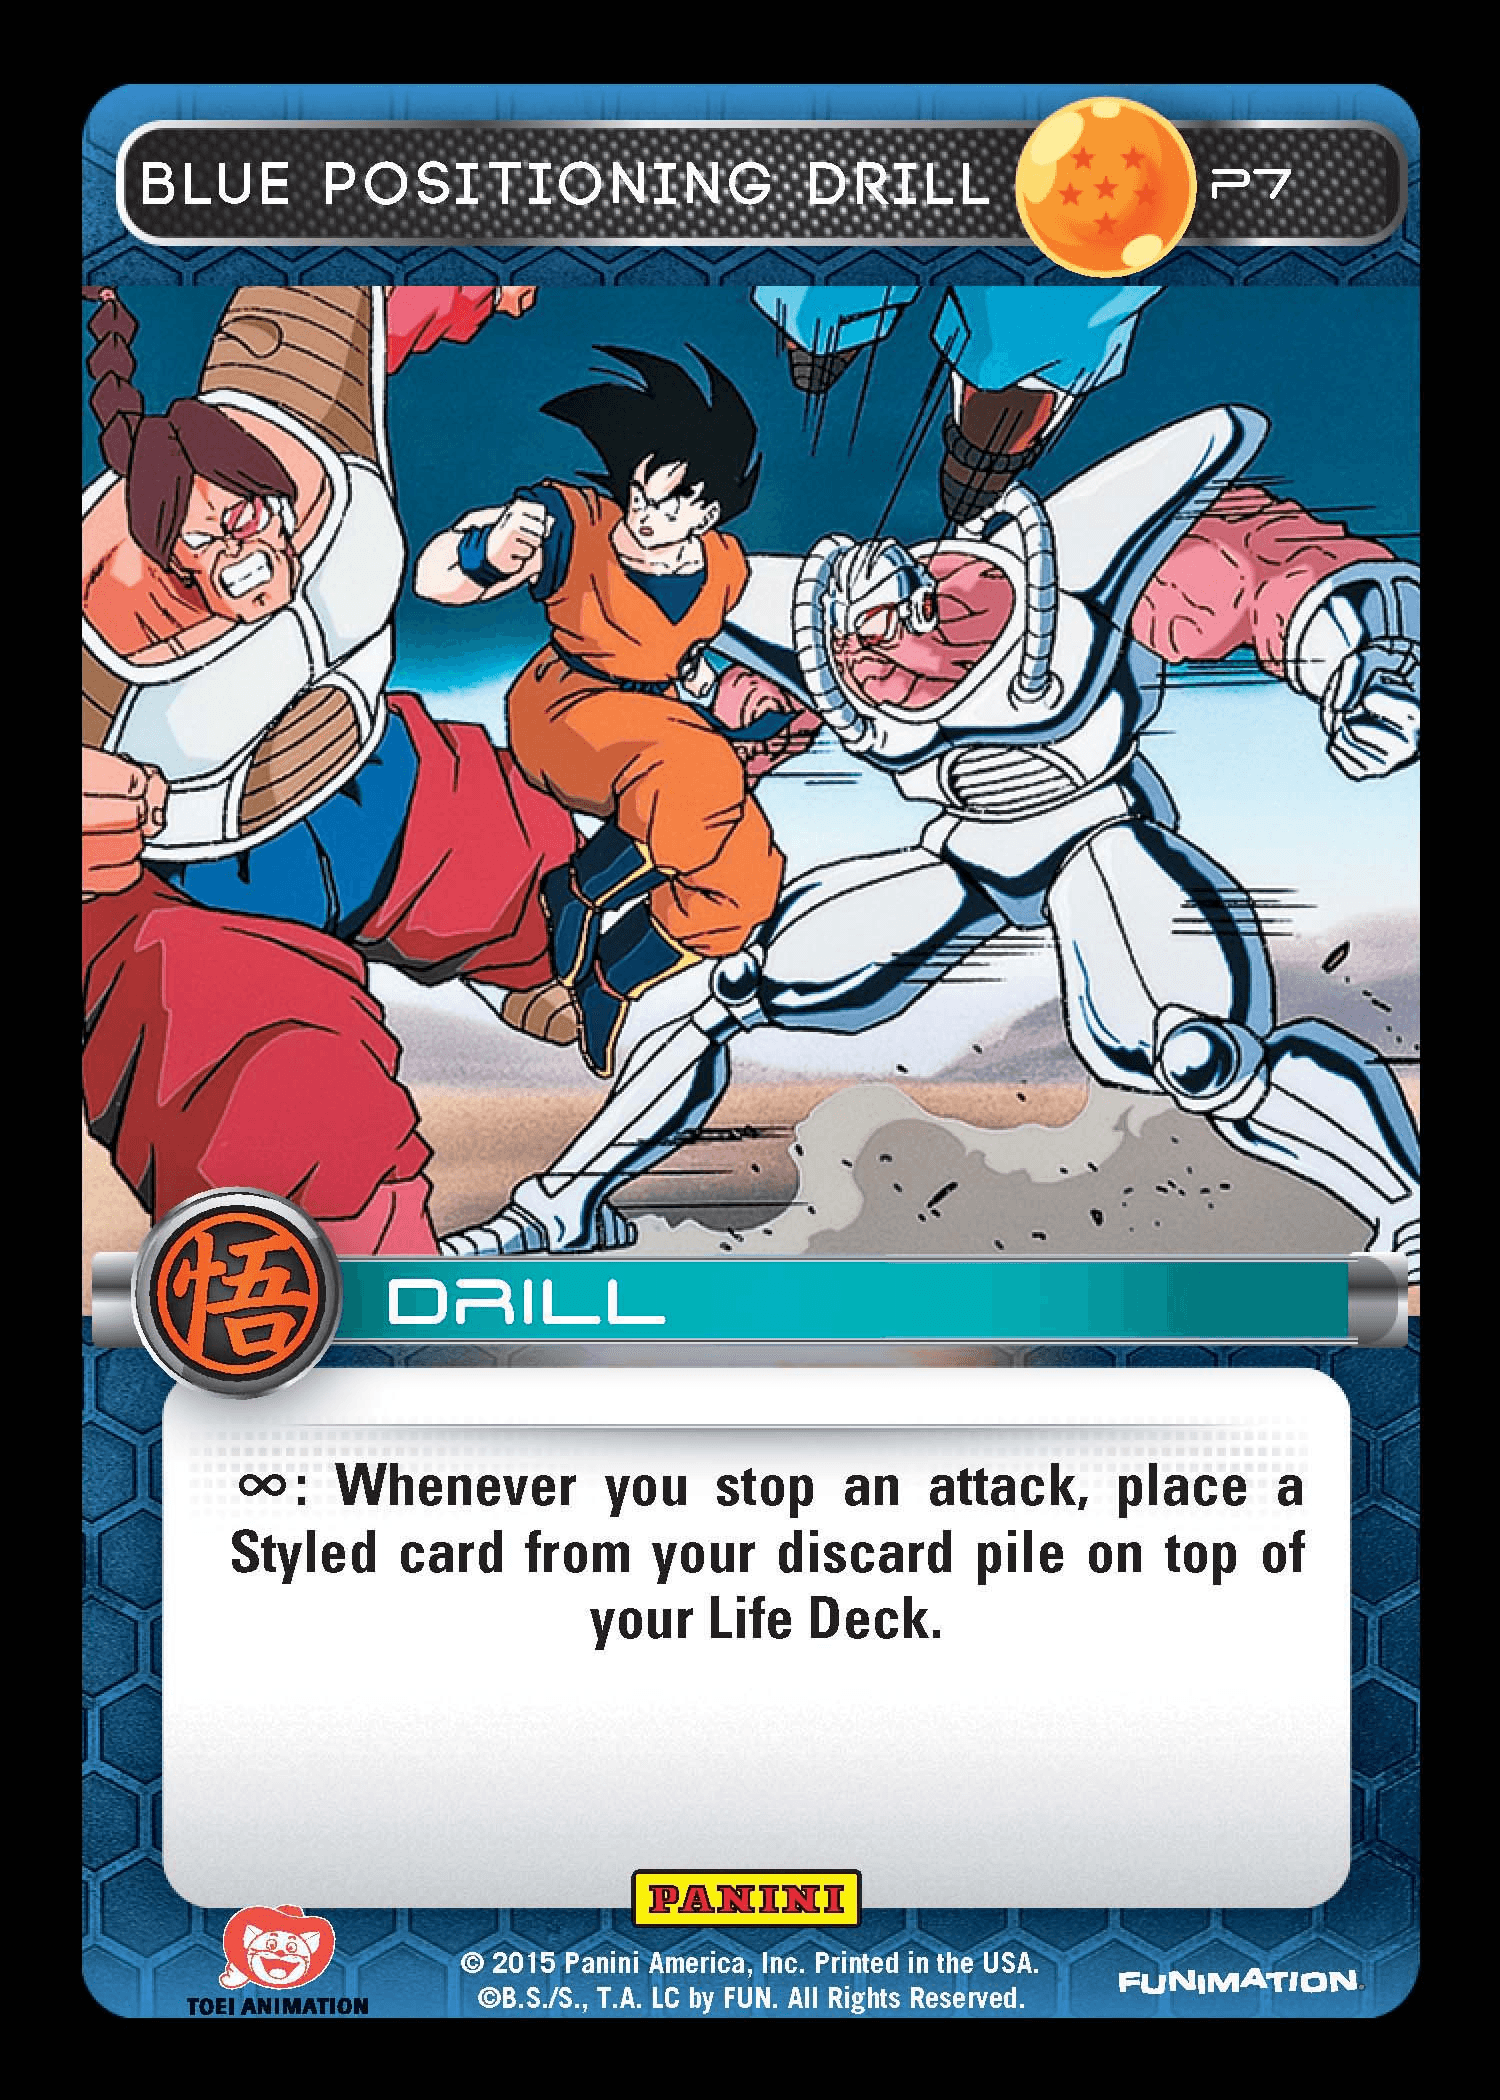 BLUE POSITIONING DRILL P7
悟 DRILL
∞: Whenever you stop an attack, place a
Styled card from your discard pile on top of
your Life Deck.
PANINI
© 2015 Panini America, Inc. Printed in the USA.
©B.S./S., T.A. LC by FUN. All Rights Reserved.
TOEI ANIMATION
FUNIMATION.